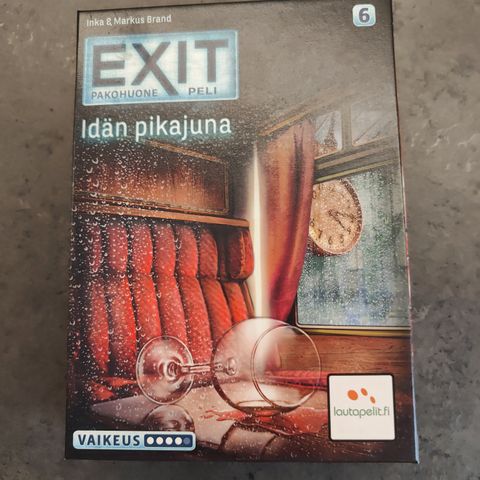 Inka & Markus Brand
6
EXIT
PAKOHUONE PELI
Idän pikajuna
lautapelit.fi
VAIKEUS